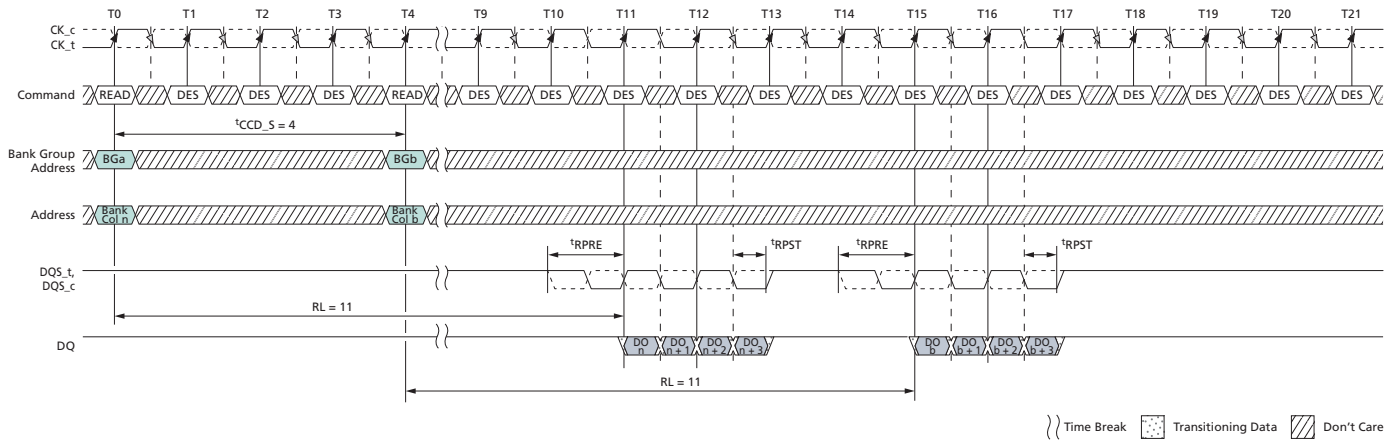 T0 T1 T2 T3 T4 T9 T10 T11 T12 T13 T14 T15 T16 T17 T18 T19 T20 T21
CK_c
CK_t
Command READ DES DES DES READ DES DES DES DES DES DES DES DES DES DES DES DES DES
tCCD_S = 4
Bank Group
Address
BGa BGb
Address
Bank
Col n
Bank
Col b
tRPRE tRPST tRPRE tRPST
DQS_t,
DQS_c
RL = 11
DQ
DO
n
DO
n + 1
DO
n + 2
DO
n + 3
DO
b
DO
b + 1
DO
b + 2
DO
b + 3
RL = 11
Time Break Transitioning Data Don't Care